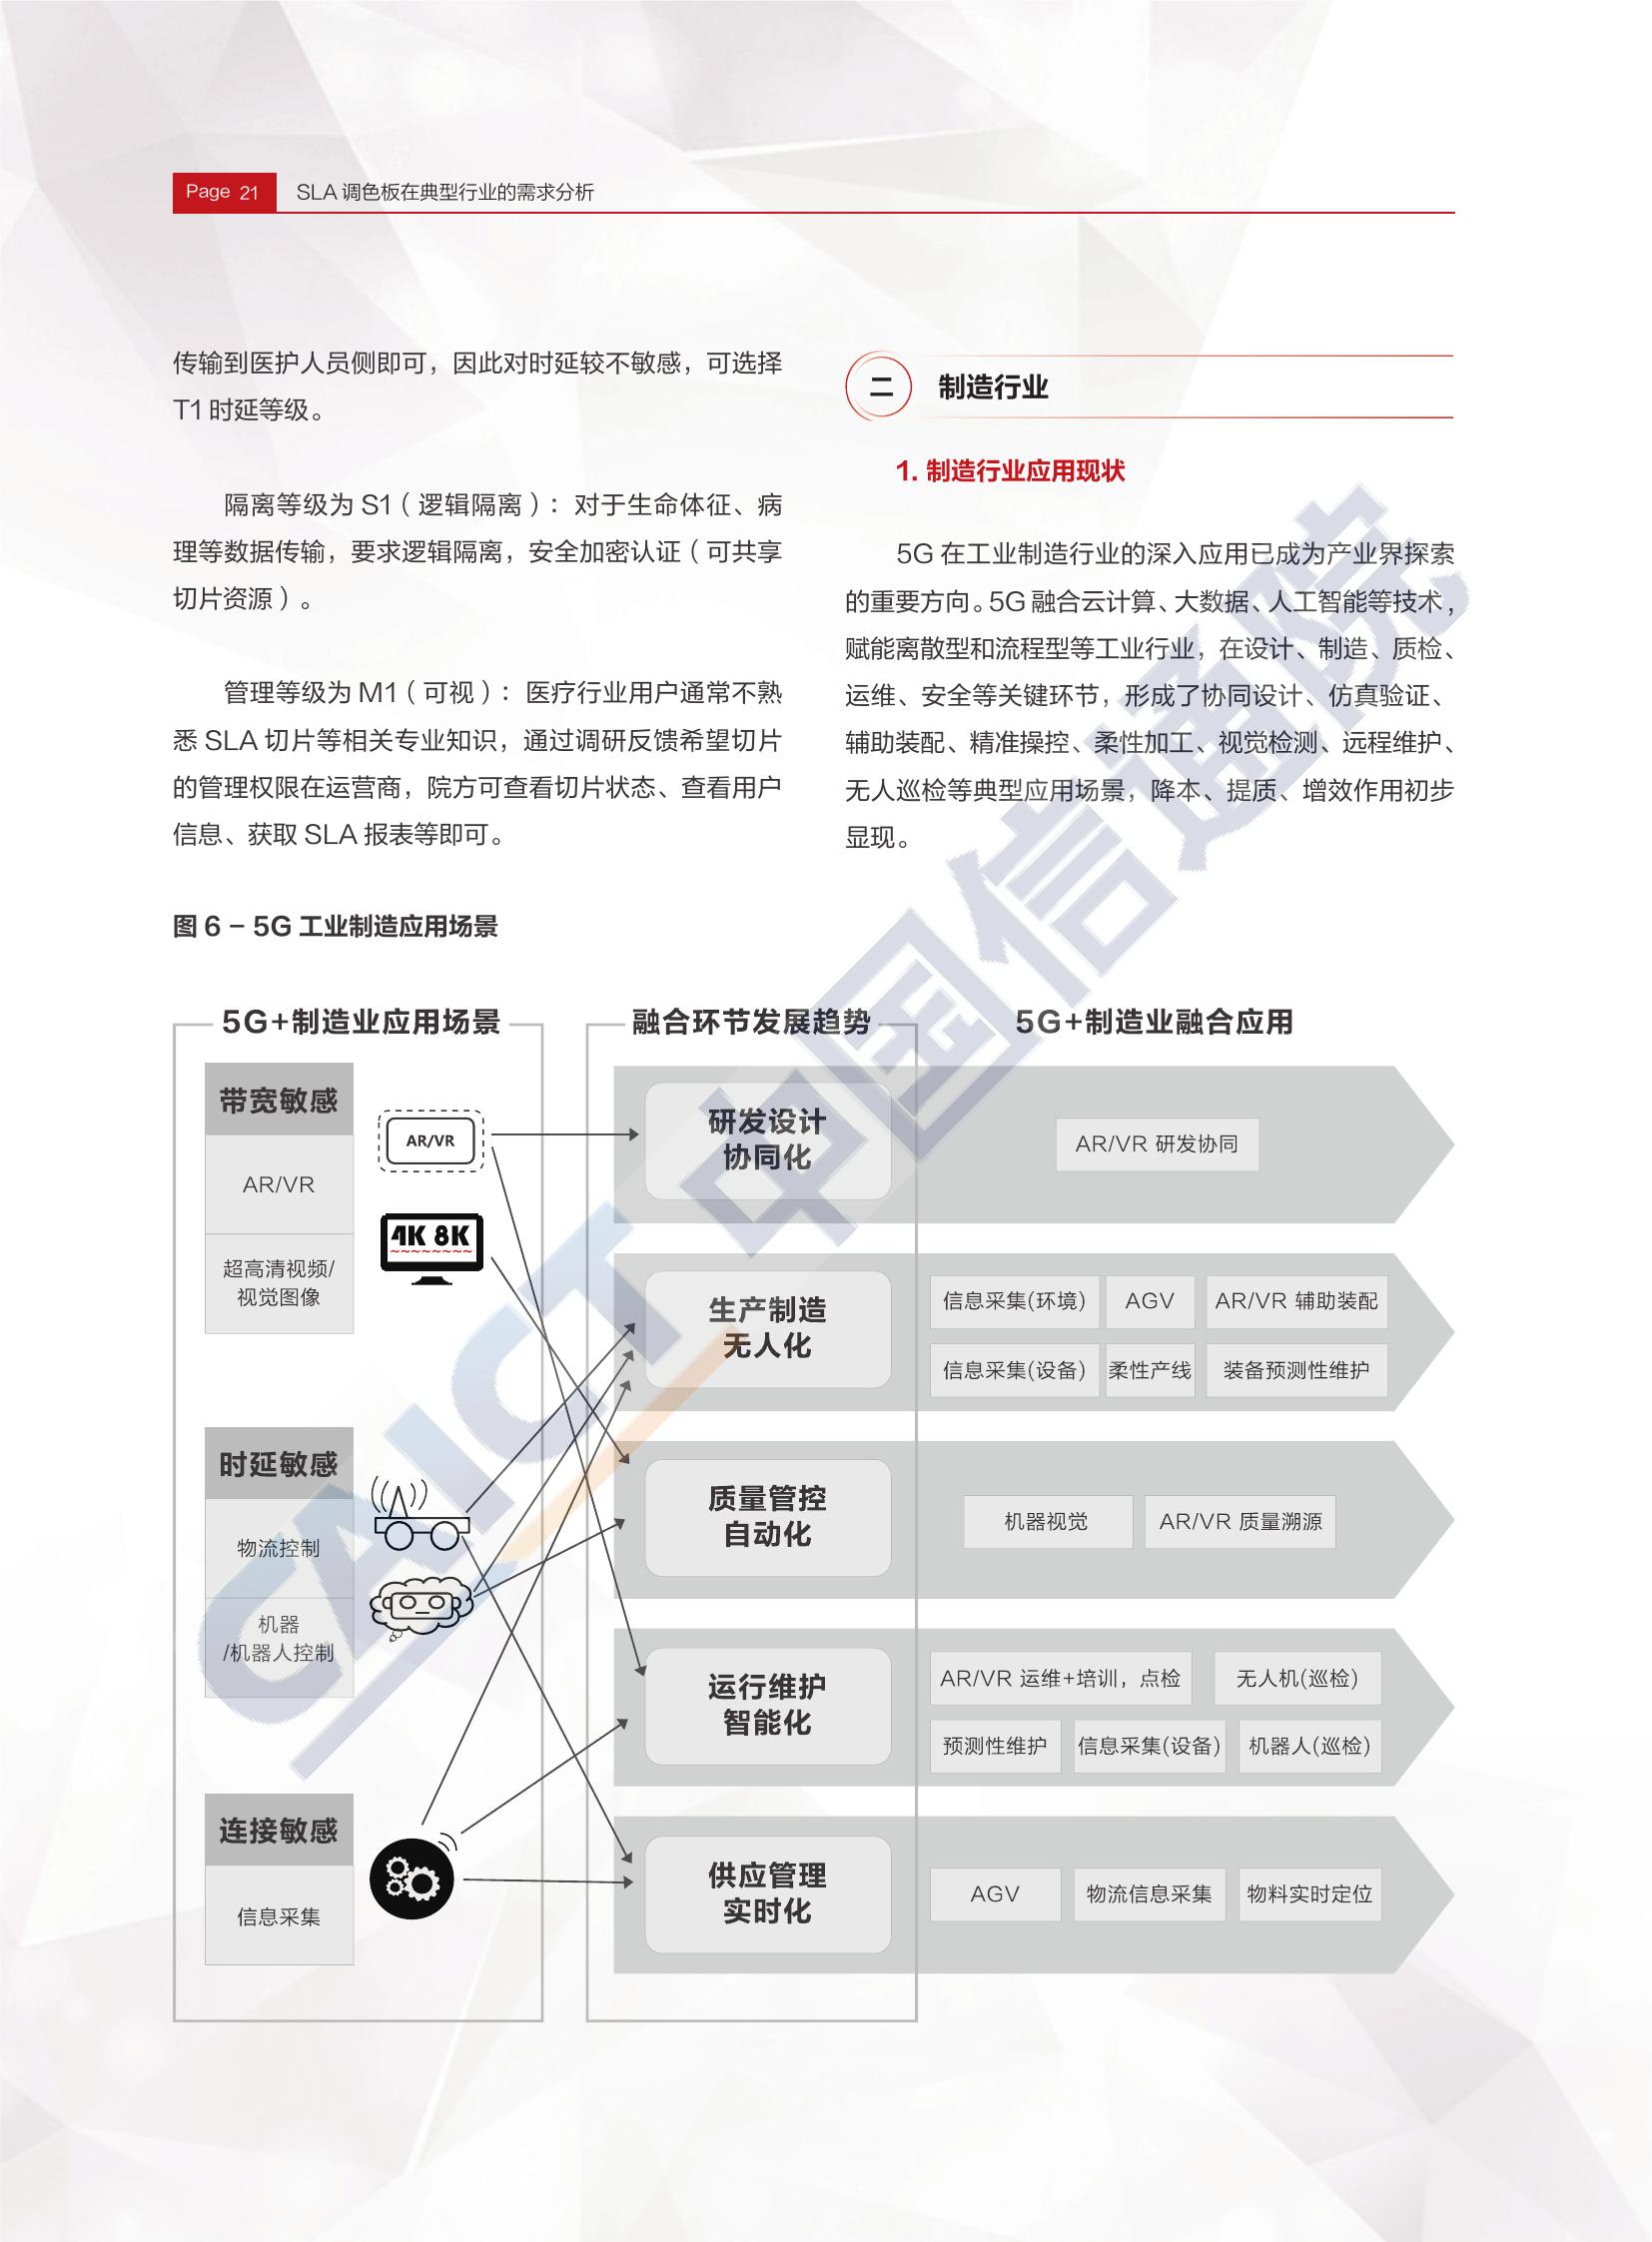 Page 21
SLA 调色板在典型行业的需求分析
传输到医护人员侧即可，因此对时延较不敏感，可选择
T1 时延等级。
隔离等级为 S1（逻辑隔离）：对于生命体征、病
理等数据传输，要求逻辑隔离，安全加密认证（可共享
切片资源）。
管理等级为 M1（可视）：医疗行业用户通常不熟
悉 SLA 切片等相关专业知识，通过调研反馈希望切片
的管理权限在运营商，院方可查看切片状态、查看用户
信息、获取 SLA 报表等即可。
二 制造行业
1. 制造行业应用现状
5G 在工业制造行业的深入应用已成为产业界探索
的重要方向。5G 融合云计算、大数据、人工智能等技术，
赋能离散型和流程型等工业行业，在设计、制造、质检、
运维、安全等关键环节，形成了协同设计、仿真验证、
辅助装配、精准操控、柔性加工、视觉检测、远程维护、
无人巡检等典型应用场景，降本、提质、增效作用初步
显现。
图 6 – 5G 工业制造应用场景
5G+制造业应用场景
带宽敏感
AR/VR
超高清视频/
视觉图像
AR/VR
4K 8K
时延敏感
物流控制
机器
/机器人控制
连接敏感
信息采集
融合环节发展趋势
5G+制造业融合应用
研发设计
协同化
AR/VR 研发协同
生产制造
无人化
信息采集(环境) AGV AR/VR 辅助装配
信息采集(设备) 柔性产线 装备预测性维护
质量管控
自动化
机器视觉 AR/VR 质量溯源
运行维护
智能化
AR/VR 运维+培训，点检 无人机(巡检)
预测性维护 信息采集(设备) 机器人(巡检)
供应管理
实时化
AGV 物流信息采集 物料实时定位
CAICT 中国信通院